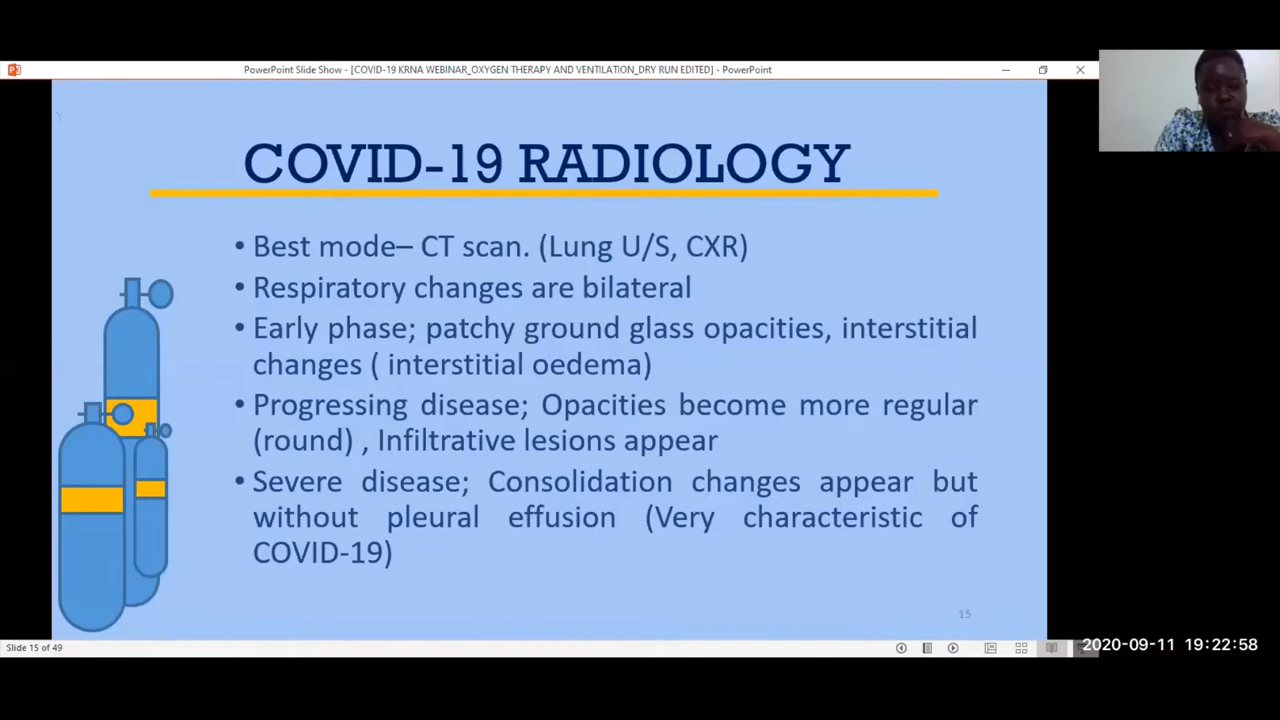 PowerPoint Slide Show - [COVID-19 KRNA WEBINAR_OXYGEN THERAPY AND VENTILATION_DRY RUN EDITED] - PowerPoint
COVID-19 RADIOLOGY
• Best mode– CT scan. (Lung U/S, CXR)
• Respiratory changes are bilateral
• Early phase; patchy ground glass opacities, interstitial
changes ( interstitial oedema)
• Progressing disease; Opacities become more regular
(round) , Infiltrative lesions appear
• Severe disease; Consolidation changes appear but
without pleural effusion (Very characteristic of
COVID-19)
15
Slide 15 of 49
2020-09-11 19:22:58